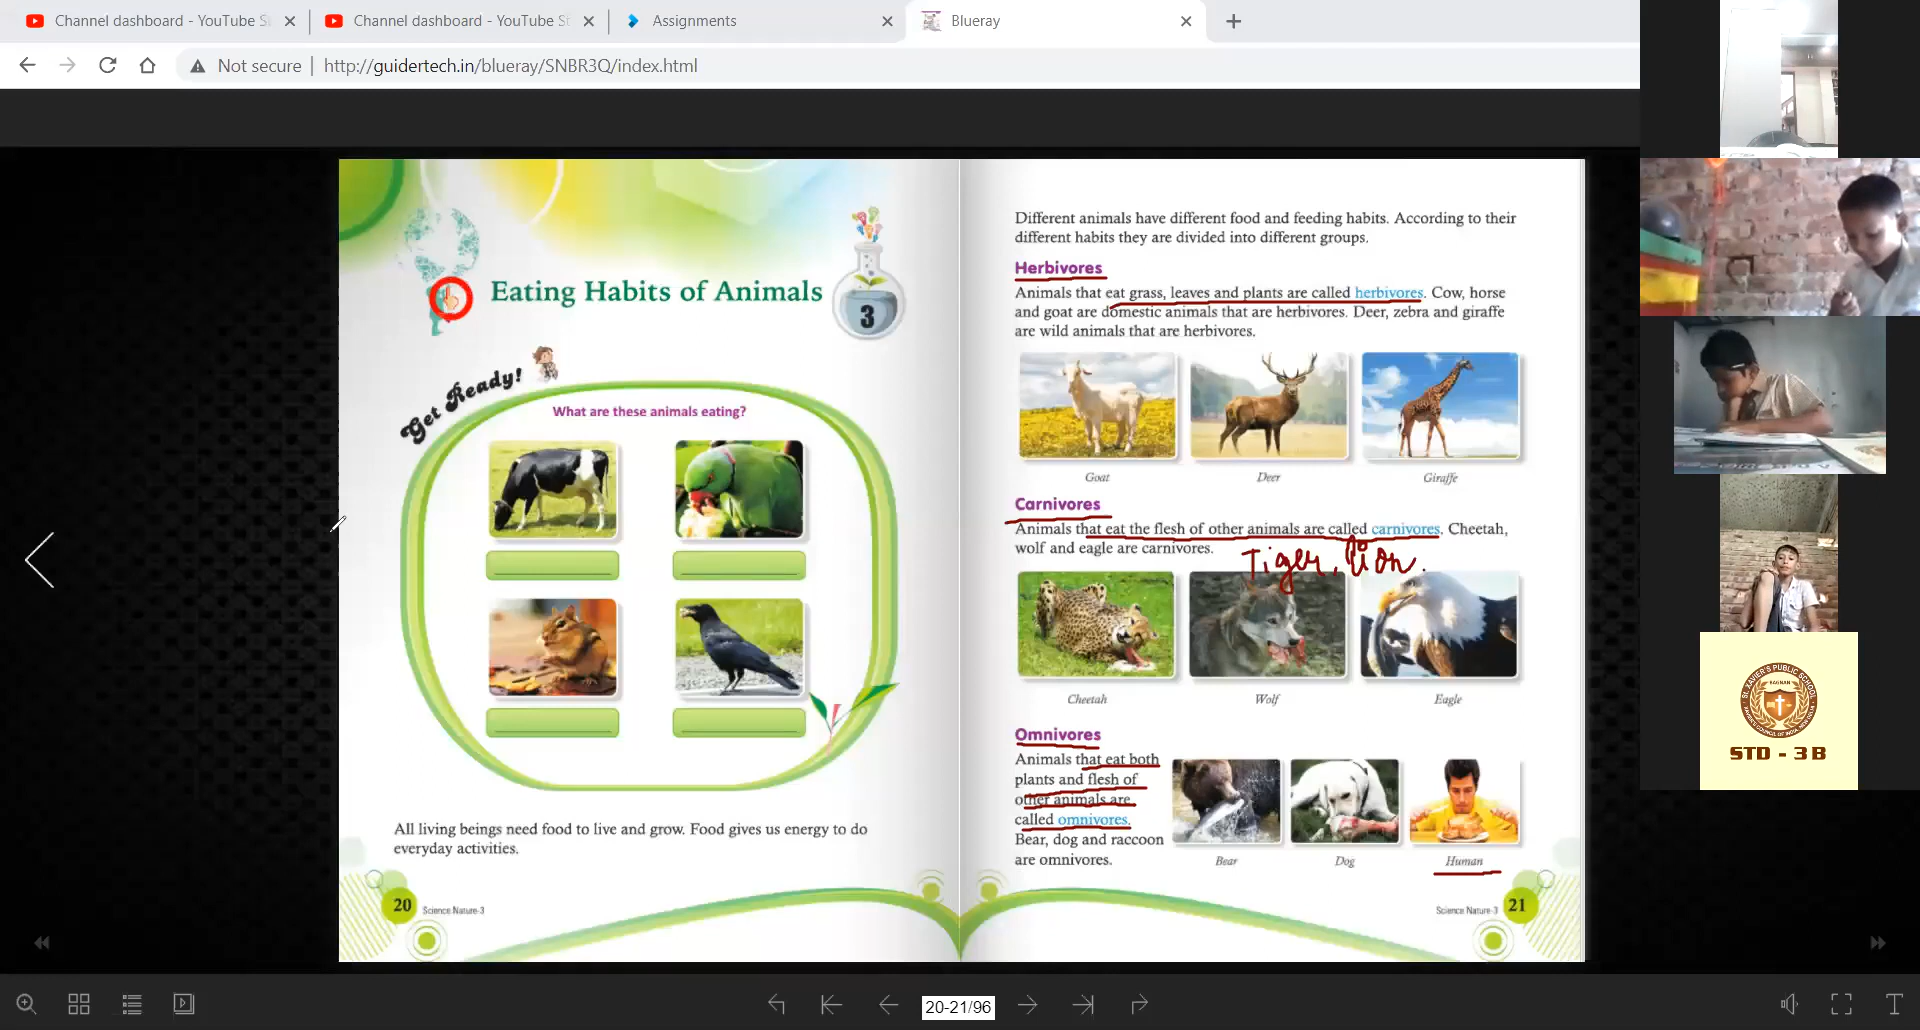 Channel dashboard - YouTube S
Channel dashboard - YouTube St
Assignments
Blueray
Not secure
http://guidertech.in/blueray/SNBR3Q/index.html
Eating Habits of Animals
3
Get Ready!
What are these animals eating?
All living beings need food to live and grow. Food gives us energy to do
everyday activities.
20
Science Nature-3
Different animals have different food and feeding habits. According to their
different habits they are divided into different groups.
Herbivores
Animals that eat grass, leaves and plants are called herbivores. Cow, horse
and goat are domestic animals that are herbivores. Deer, zebra and giraffe
are wild animals that are herbivores.
Goat
Deer
Giraffe
Carnivores
Animals that eat the flesh of other animals are called carnivores. Cheetah,
wolf and eagle are carnivores.
Tiger, lion.
Cheetah
Wolf
Eagle
Omnivores
Animals that eat both
plants and flesh of
other animals are
called omnivores.
Bear, dog and raccoon
are omnivores.
Bear
Dog
Human
Science Nature-3
21
20-21/96
T
ST. XAVIER'S PUBLIC SCHOOL
BAGNAN
STD - 3 B